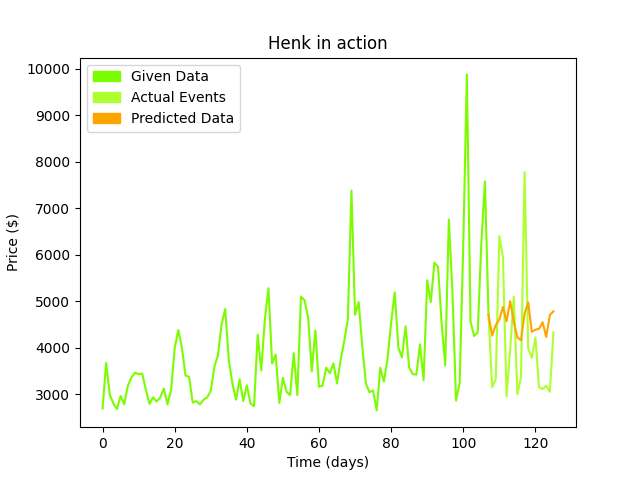 Henk in action
Given Data
Actual Events
Predicted Data
10000
9000
8000
7000
6000
5000
4000
3000
Price ($)
0 20 40 60 80 100 120
Time (days)